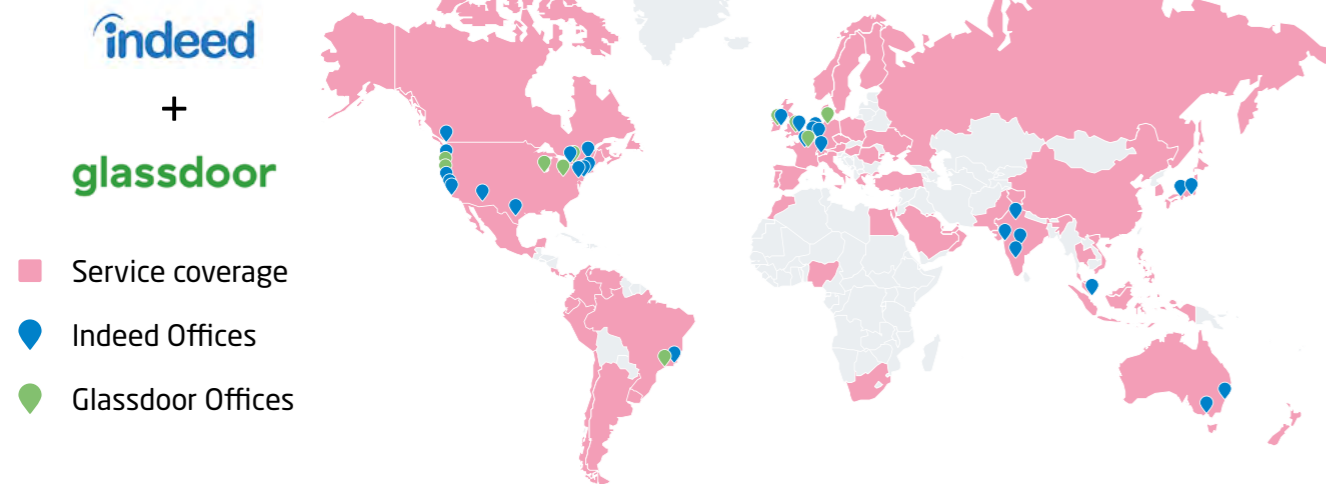 indeed
+
glassdoor
Service coverage
Indeed Offices
Glassdoor Offices